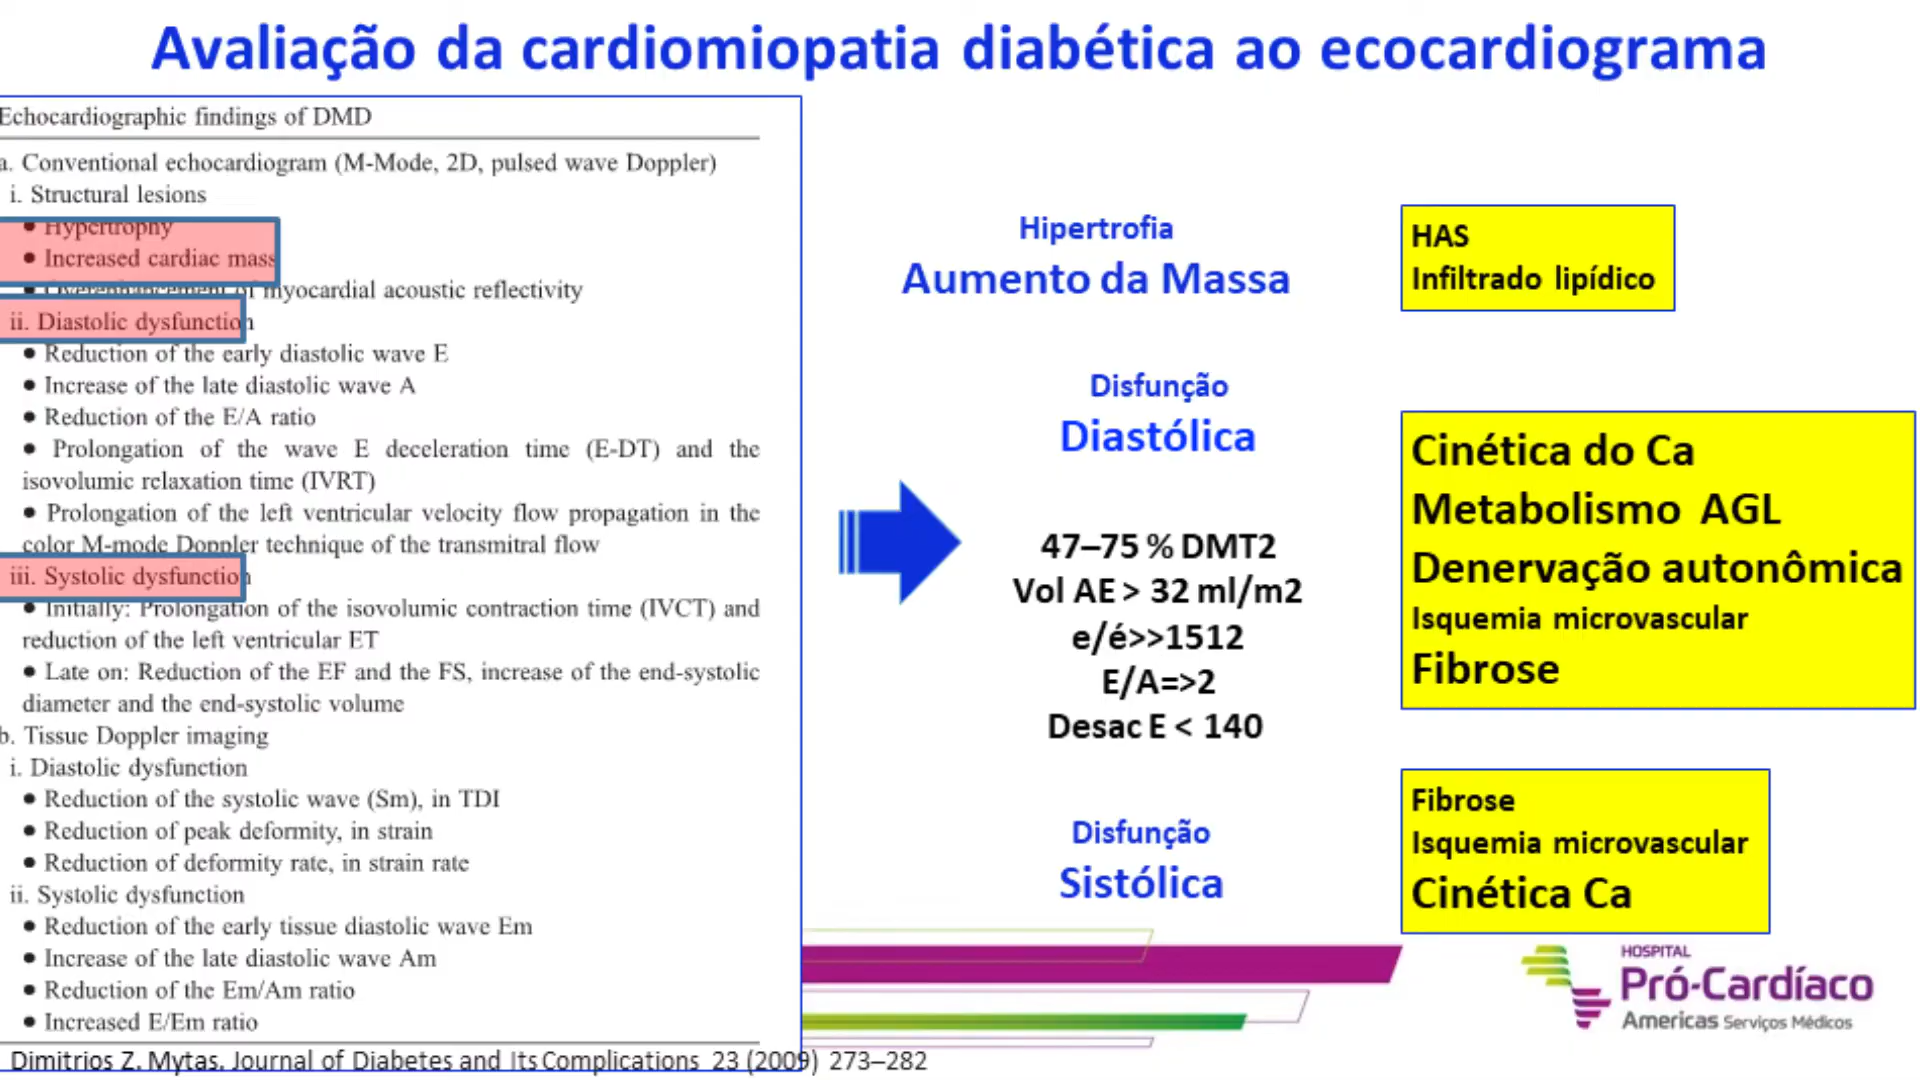 Avaliação da cardiomiopatia diabética ao ecocardiograma
Echocardiographic findings of DMD
a. Conventional echocardiogram (M-Mode, 2D, pulsed wave Doppler)
i. Structural lesions
● Hypertrophy
● Increased cardiac mass
● Overenhancement of myocardial acoustic reflectivity
ii. Diastolic dysfunction
● Reduction of the early diastolic wave E
● Increase of the late diastolic wave A
● Reduction of the E/A ratio
● Prolongation of the wave E deceleration time (E-DT) and the
isovolumic relaxation time (IVRT)
● Prolongation of the left ventricular velocity flow propagation in the
color M-mode Doppler technique of the transmitral flow
iii. Systolic dysfunction
● Initially: Prolongation of the isovolumic contraction time (IVCT) and
reduction of the left ventricular ET
● Late on: Reduction of the EF and the FS, increase of the end-systolic
diameter and the end-systolic volume
b. Tissue Doppler imaging
i. Diastolic dysfunction
● Reduction of the systolic wave (Sm), in TDI
● Reduction of peak deformity, in strain
● Reduction of deformity rate, in strain rate
ii. Systolic dysfunction
● Reduction of the early tissue diastolic wave Em
● Increase of the late diastolic wave Am
● Reduction of the Em/Am ratio
● Increased E/Em ratio
Dimitrios Z. Mytas. Journal of Diabetes and Its Complications 23 (2009) 273–282
Hipertrofia
Aumento da Massa
HAS
Infiltrado lipídico
Disfunção
Diastólica
47–75 % DMT2
Vol AE > 32 ml/m2
e/é>>1512
E/A=>2
Desac E < 140
Cinética do Ca
Metabolismo AGL
Denervação autonômica
Isquemia microvascular
Fibrose
Disfunção
Sistólica
Fibrose
Isquemia microvascular
Cinética Ca
HOSPITAL
Pró-Cardíaco
Americas Serviços Médicos